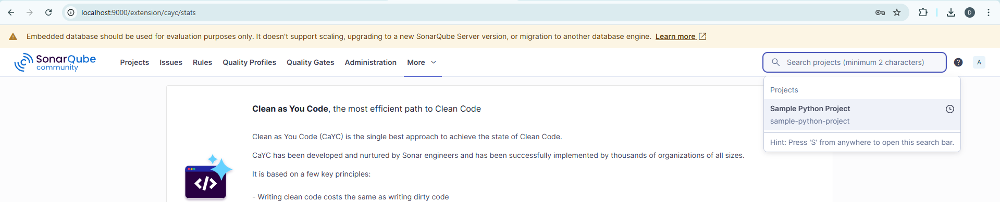 localhost:9000/extension/cayc/stats
D
Embedded database should be used for evaluation purposes only. It doesn't support scaling, upgrading to a new SonarQube Server version, or migration to another database engine. Learn more
SonarQube
community
Projects Issues Rules Quality Profiles Quality Gates Administration More
Search projects (minimum 2 characters)
?
A
Projects
Sample Python Project
sample-python-project
Hint: Press 'S' from anywhere to open this search bar.
Clean as You Code, the most efficient path to Clean Code
Clean as You Code (CaYC) is the single best approach to achieve the state of Clean Code.
CaYC has been developed and nurtured by Sonar engineers and has been successfully implemented by thousands of organizations of all sizes.
It is based on a few key principles:
- Writing clean code costs the same as writing dirty code